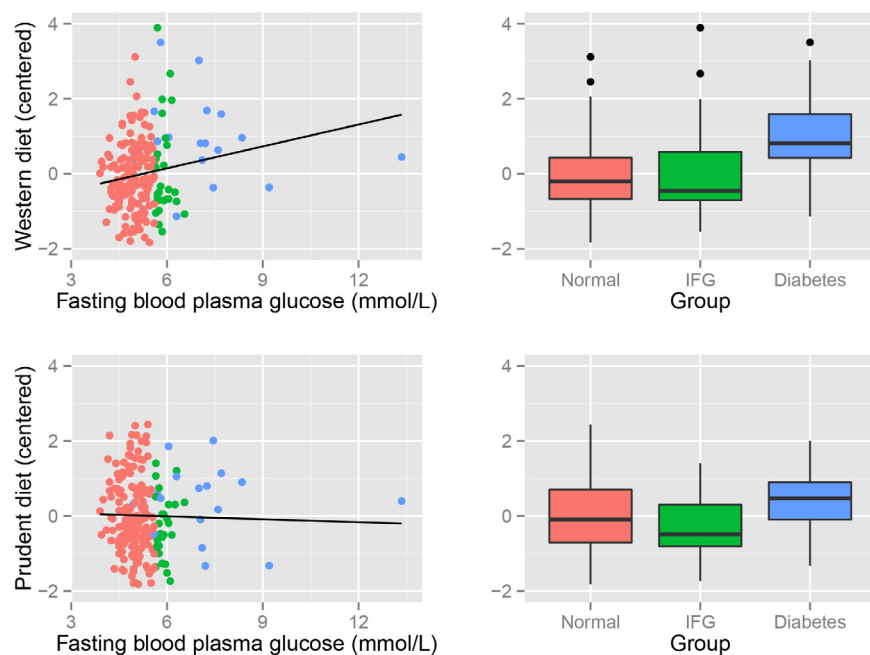 Western diet (centered)
4
2
0
−2
3
6
9
12
Fasting blood plasma glucose (mmol/L)
4
2
0
−2
Normal
IFG
Diabetes
Group
Prudent diet (centered)
4
2
0
−2
3
6
9
12
Fasting blood plasma glucose (mmol/L)
4
2
0
−2
Normal
IFG
Diabetes
Group